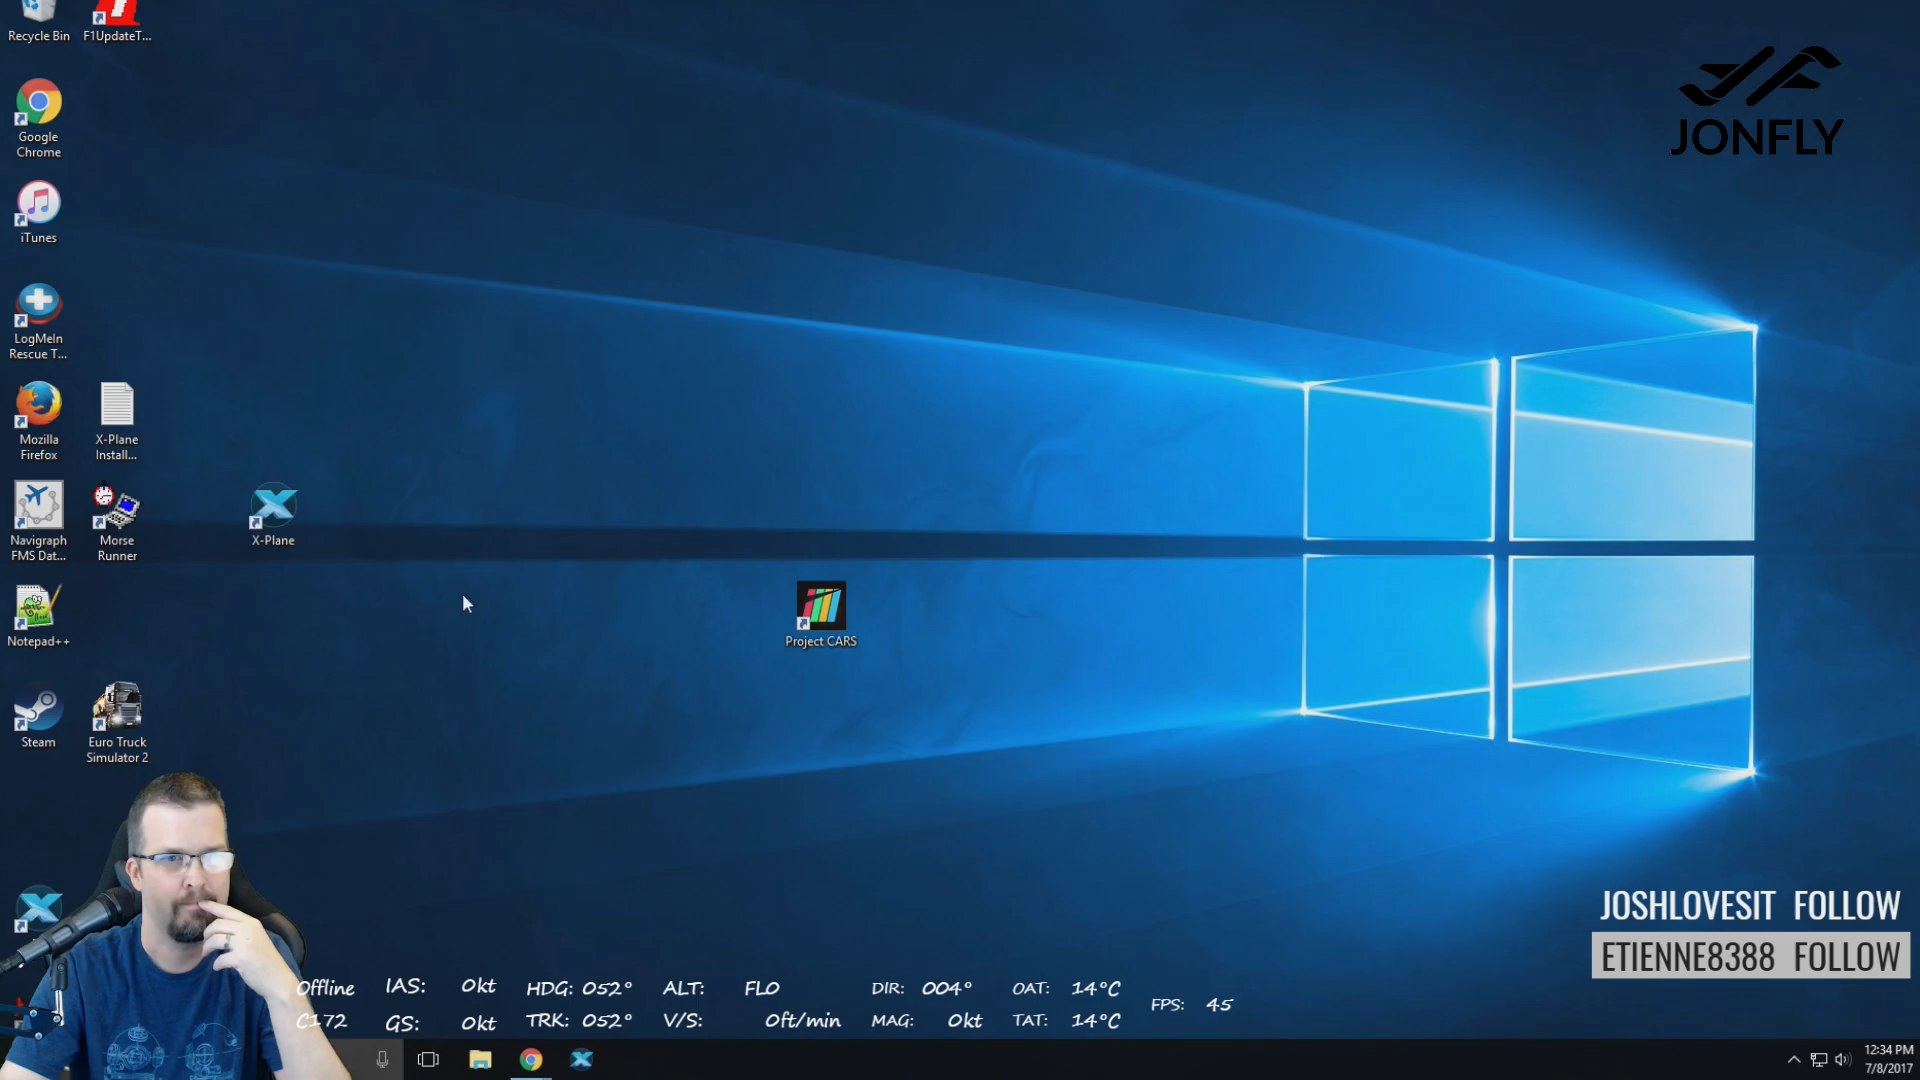 Recycle Bin
F1UpdateT...
JONFLY
Google
Chrome
iTunes
LogMeIn
Rescue T...
Mozilla
Firefox
X-Plane
Install...
Navigraph
FMS Dat...
Morse
Runner
X-Plane
Notepad++
Project CARS
Steam
Euro Truck
Simulator 2
JOSHLOVESIT FOLLOW
ETIENNE8388 FOLLOW
Offline IAS: 0kt HDG: 052° ALT: FL0 DIR: 004° OAT: 14°C
C172 GS: 0kt TRK: 052° V/S: 0ft/min MAG: 0kt TAT: 14°C
FPS: 45
12:34 PM
7/8/2017